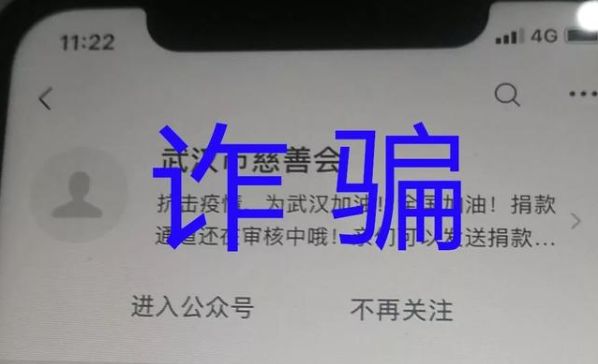 11:22 4G
武汉市慈善会
诈骗
抗击疫情，为武汉加油！全国加油！捐款
通道还在审核中哦！亲们可以发送捐款...
进入公众号 不再关注